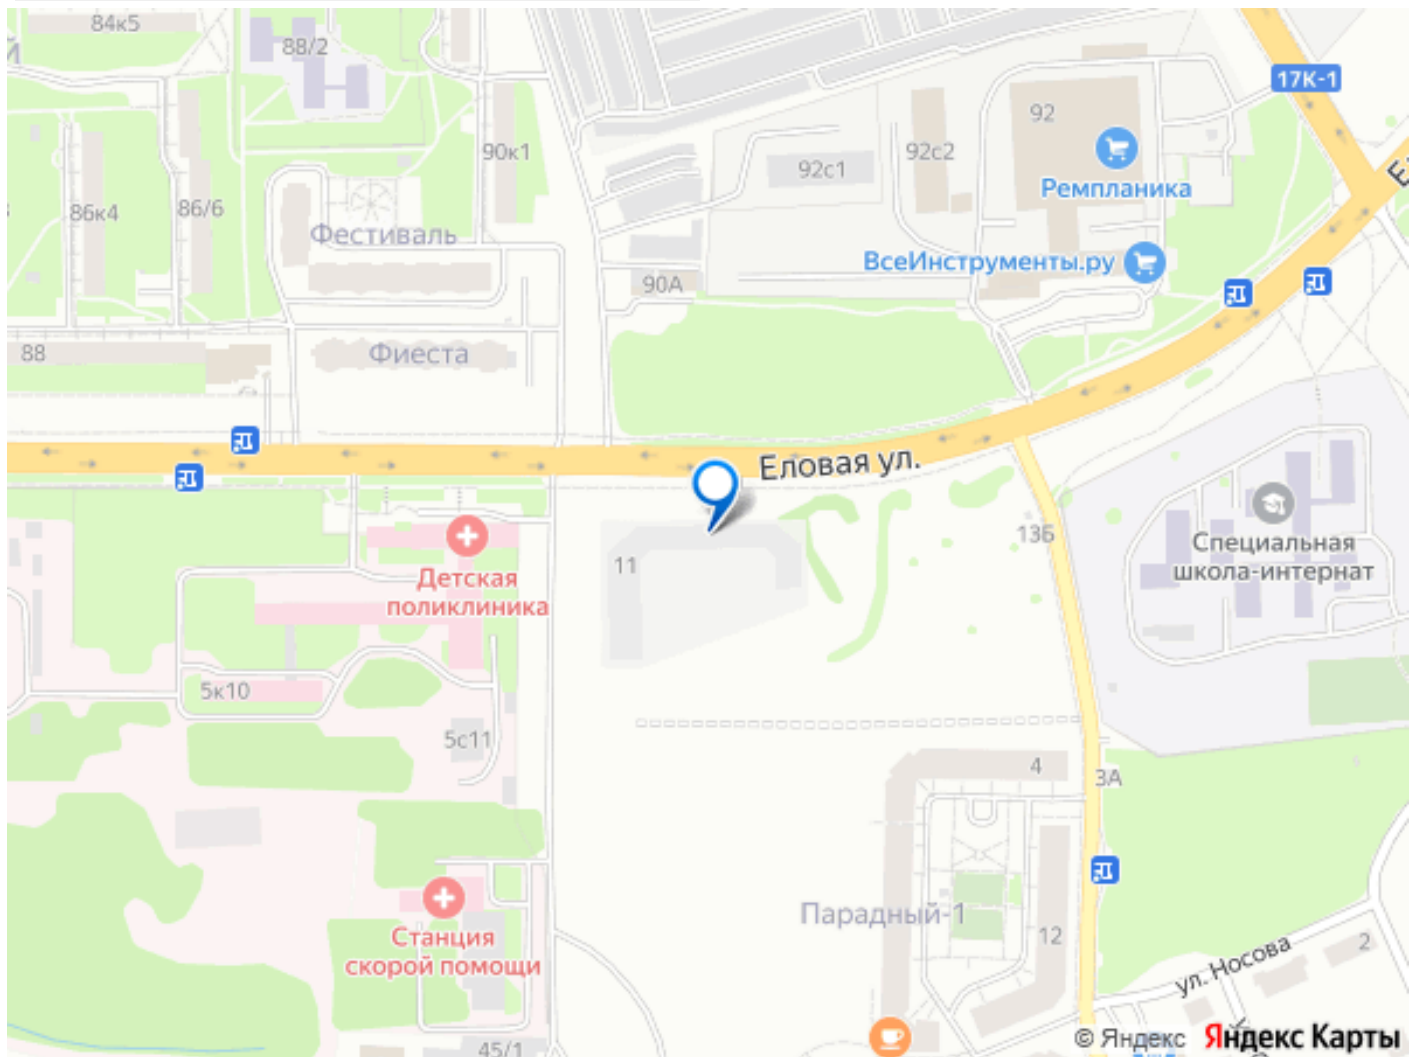 84к5
й
88/2
17К-1
92
90к1
92с2
92с1
Ремпланика
86к4
86/6
Фестиваль
ВсеИнструменты.ру
90А
88
Фиеста
Еловая ул.
13Б
11
Специальная
школа-интернат
Детская
поликлиника
5к10
5с11
4
3А
Парадный-1
12
Станция
скорой помощи
ул. Носова
2
45/1
© Яндекс Яндекс Карты